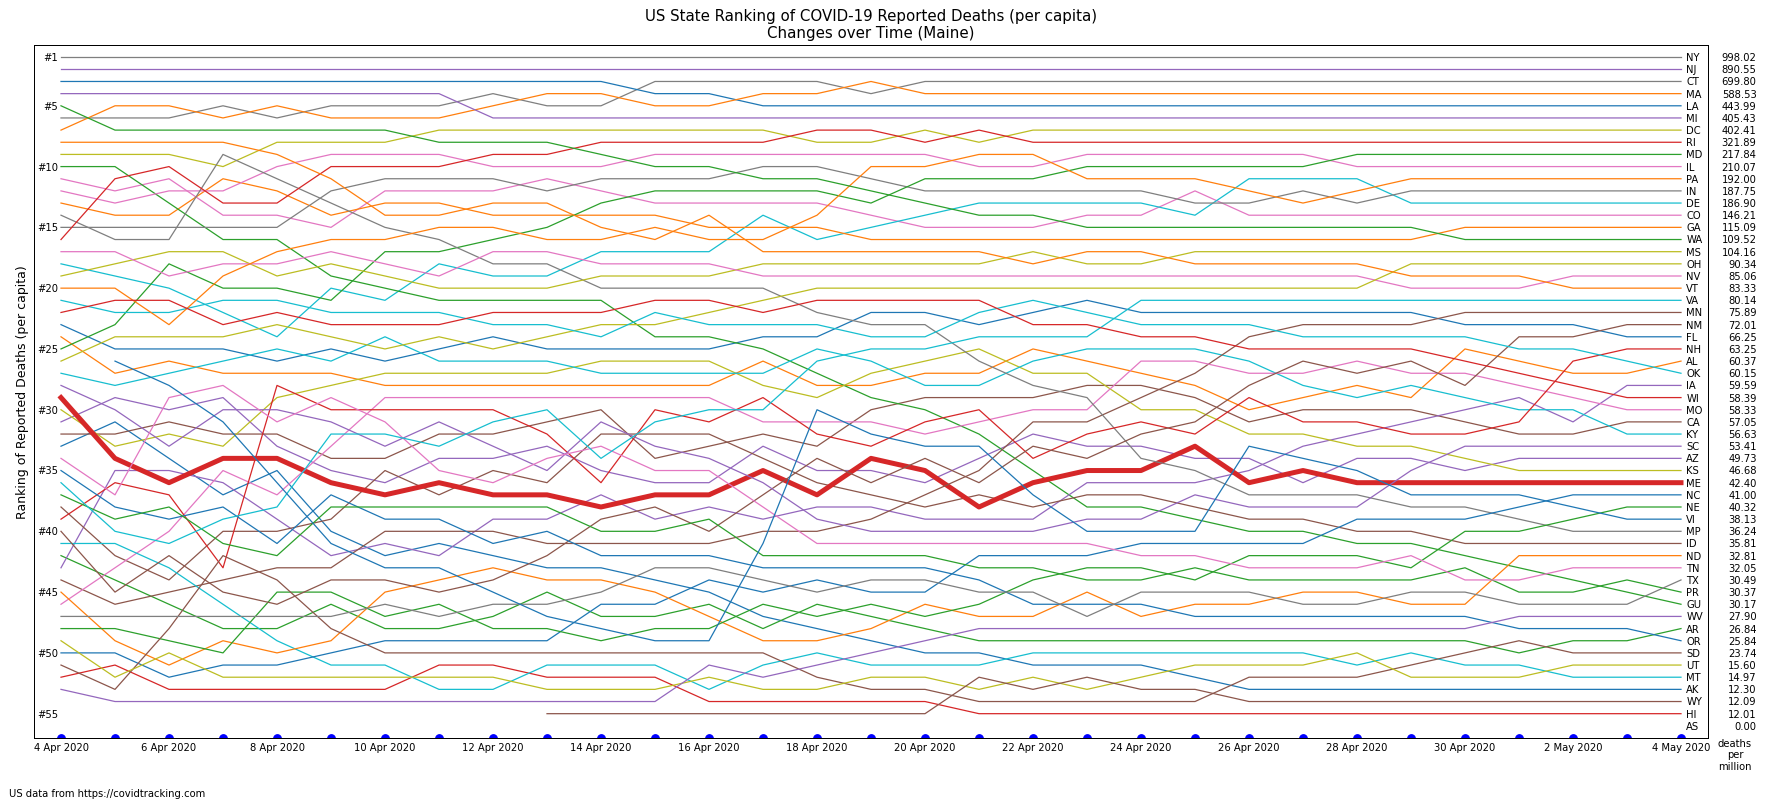 US State Ranking of COVID-19 Reported Deaths (per capita)
Changes over Time (Maine)
Ranking of Reported Deaths (per capita)
#1
#5
#10
#15
#20
#25
#30
#35
#40
#45
#50
#55
NY 998.02
NJ 890.55
CT 699.80
MA 588.53
LA 443.99
MI 405.43
DC 402.41
RI 321.89
MD 217.84
IL 210.07
PA 192.00
IN 187.75
DE 186.90
CO 146.21
GA 115.09
WA 109.52
MS 104.16
OH 90.34
NV 85.06
VT 83.33
VA 80.14
MN 75.89
NM 72.01
FL 66.25
NH 63.25
AL 60.37
OK 60.15
IA 59.59
WI 58.39
MO 58.33
CA 57.05
KY 56.63
SC 53.41
AZ 49.73
KS 46.68
ME 42.40
NC 41.00
NE 40.32
VI 38.13
MP 36.24
ID 35.81
ND 32.81
TN 32.05
TX 30.49
PR 30.37
GU 30.17
WV 27.90
AR 26.84
OR 25.84
SD 23.74
UT 15.60
MT 14.97
AK 12.30
WY 12.09
HI 12.01
AS 0.00
4 Apr 2020 6 Apr 2020 8 Apr 2020 10 Apr 2020 12 Apr 2020 14 Apr 2020 16 Apr 2020 18 Apr 2020 20 Apr 2020 22 Apr 2020 24 Apr 2020 26 Apr 2020 28 Apr 2020 30 Apr 2020 2 May 2020 4 May 2020
deaths
per
million
US data from https://covidtracking.com